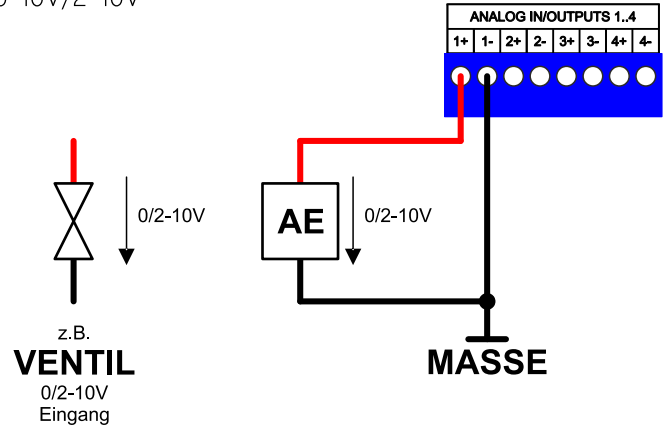 ANALOG IN/OUTPUTS 1..4
1+ 1- 2+ 2- 3+ 3- 4+ 4-
0/2-10V
AE 0/2-10V
z.B.
VENTIL
0/2-10V
Eingang
MASSE